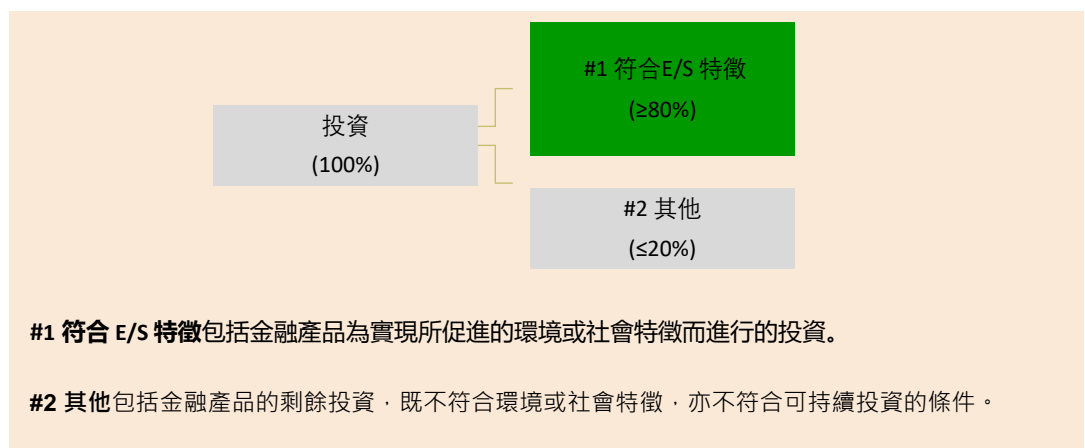 #1 符合E/S 特徵
(≥80%)
投資
(100%)
#2 其他
(≤20%)
#1 符合 E/S 特徵包括金融產品為實現所促進的環境或社會特徵而進行的投資。
#2 其他包括金融產品的剩餘投資，既不符合環境或社會特徵，亦不符合可持續投資的條件。